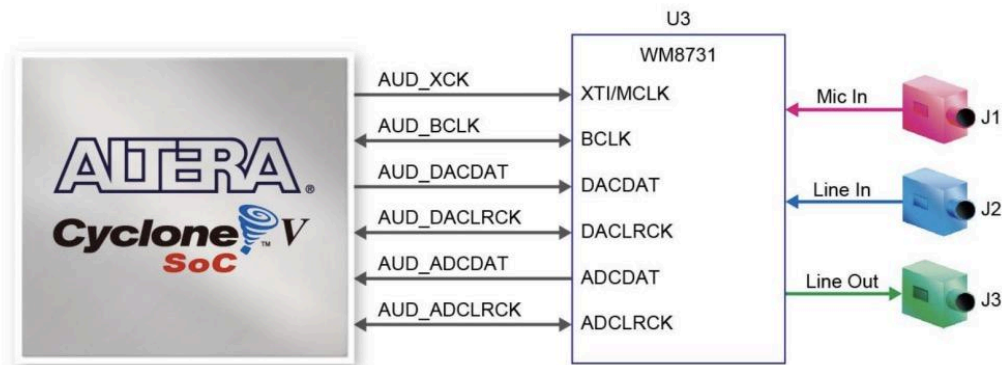 U3
WM8731
ALTERA®
Cyclone™ V
SoC
AUD_XCK
AUD_BCLK
AUD_DACDAT
AUD_DACLRCK
AUD_ADCDAT
AUD_ADCLRCK
XTI/MCLK
BCLK
DACDAT
DACLRCK
ADCDAT
ADCLRCK
Mic In
J1
Line In
J2
Line Out
J3